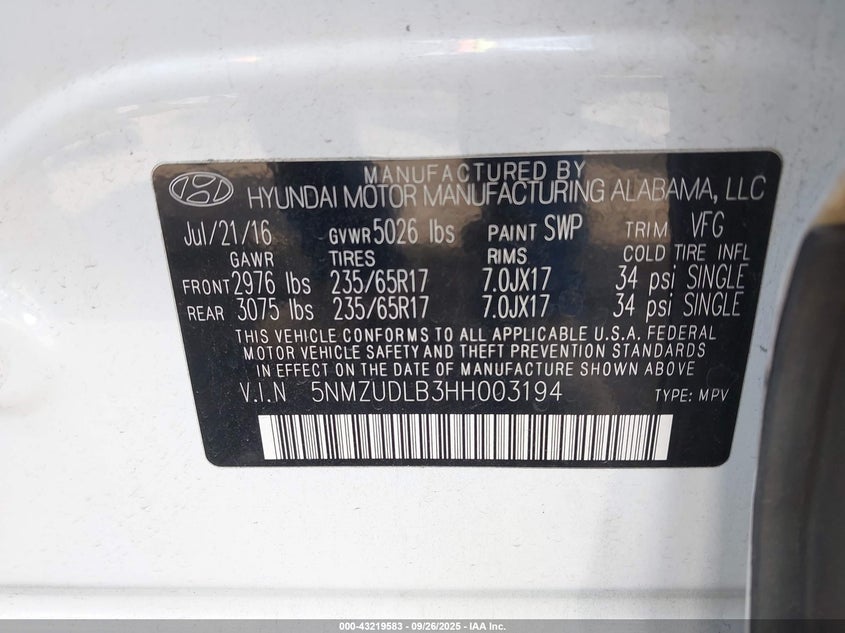 MANUFACTURED BY
HYUNDAI MOTOR MANUFACTURING ALABAMA, LLC
Jul/21/16 GVWR 5026 lbs PAINT SWP TRIM VFG
GAWR TIRES RIMS COLD TIRE INFL
FRONT 2976 lbs 235/65R17 7.0JX17 34 psi SINGLE
REAR 3075 lbs 235/65R17 7.0JX17 34 psi SINGLE
THIS VEHICLE CONFORMS TO ALL APPLICABLE U.S.A. FEDERAL
MOTOR VEHICLE SAFETY AND THEFT PREVENTION STANDARDS
IN EFFECT ON THE DATE OF MANUFACTURE SHOWN ABOVE
V.I.N 5NMZUDLB3HH003194 TYPE: MPV
000-43219583 - 09/26/2025 - IAA Inc.